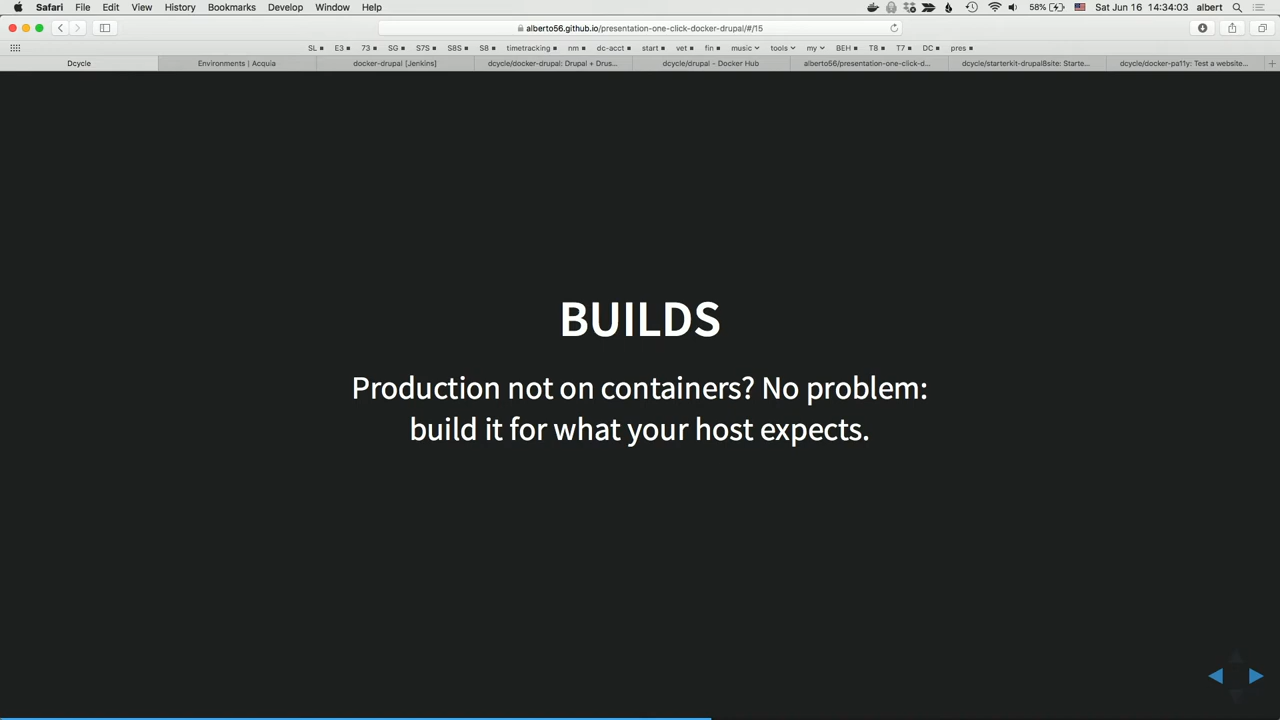 Safari File Edit View History Bookmarks Develop Window Help 58% Sat Jun 16 14:34:03 albert
alberto56.github.io/presentation-one-click-docker-drupal/#/15
SL E3 73 SG S7S S8S S8 timetracking nm dc-acct start vet fin music tools my BEH T8 T7 DC pres
Dcycle Environments | Acquia docker-drupal [Jenkins] dcycle/docker-drupal: Drupal + Drus... dcycle/drupal - Docker Hub alberto56/presentation-one-click-d... dcycle/starterkit-drupal8site: Starte... dcycle/docker-pa11y: Test a website...
BUILDS
Production not on containers? No problem:
build it for what your host expects.